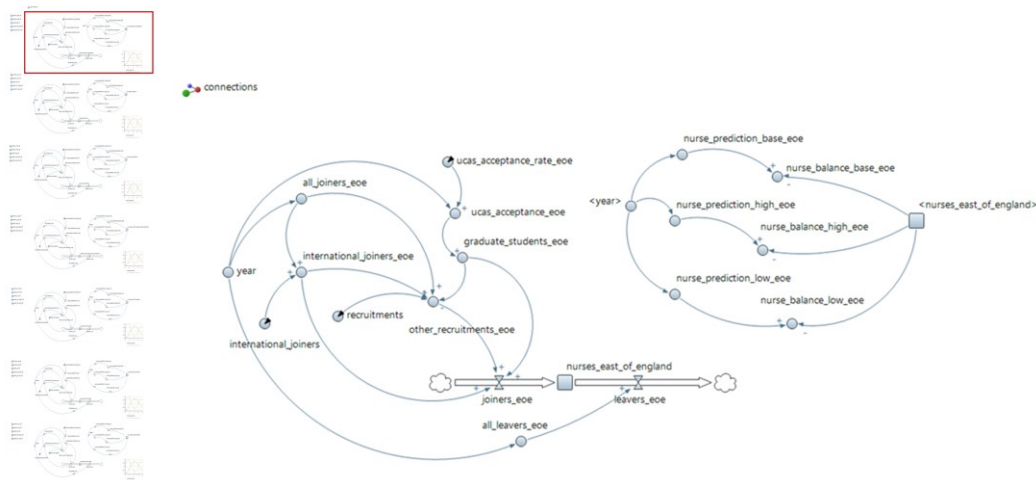 connections
ucas_acceptance_rate_eoe
all_joiners_eoe
ucas_acceptance_eoe
graduate_students_eoe
international_joiners_eoe
year
recruitments
international_joiners
other_recruitments_eoe
nurses_east_of_england
joiners_eoe
leavers_eoe
all_leavers_eoe
nurse_prediction_base_eoe
nurse_balance_base_eoe
<year>
nurse_prediction_high_eoe
<nurses_east_of_england>
nurse_balance_high_eoe
nurse_prediction_low_eoe
nurse_balance_low_eoe